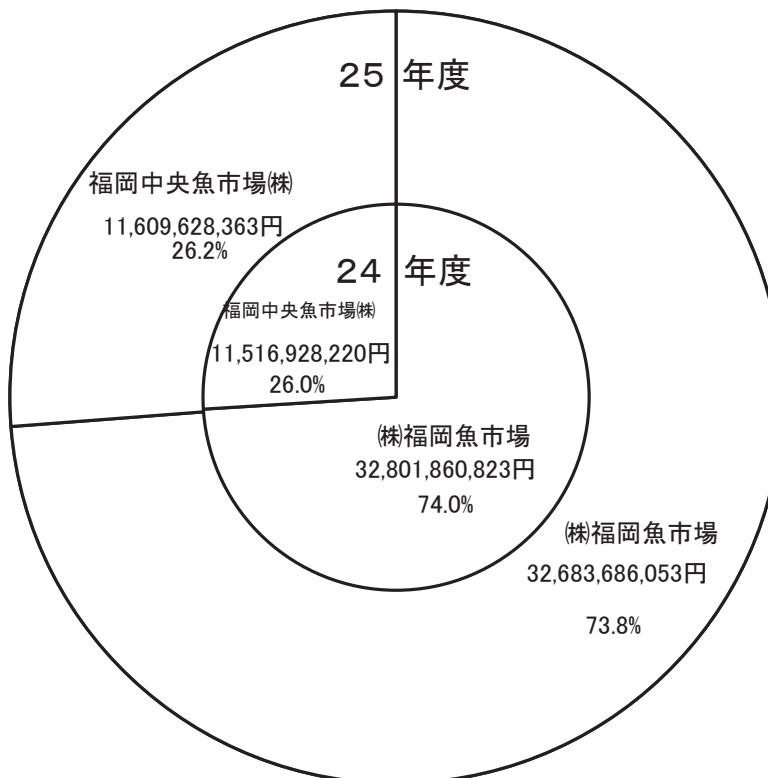 25 年度
福岡中央魚市場㈱
11,609,628,363円
26.2%
24 年度
福岡中央魚市場㈱
11,516,928,220円
26.0%
㈱福岡魚市場
32,801,860,823円
74.0%
㈱福岡魚市場
32,683,686,053円
73.8%